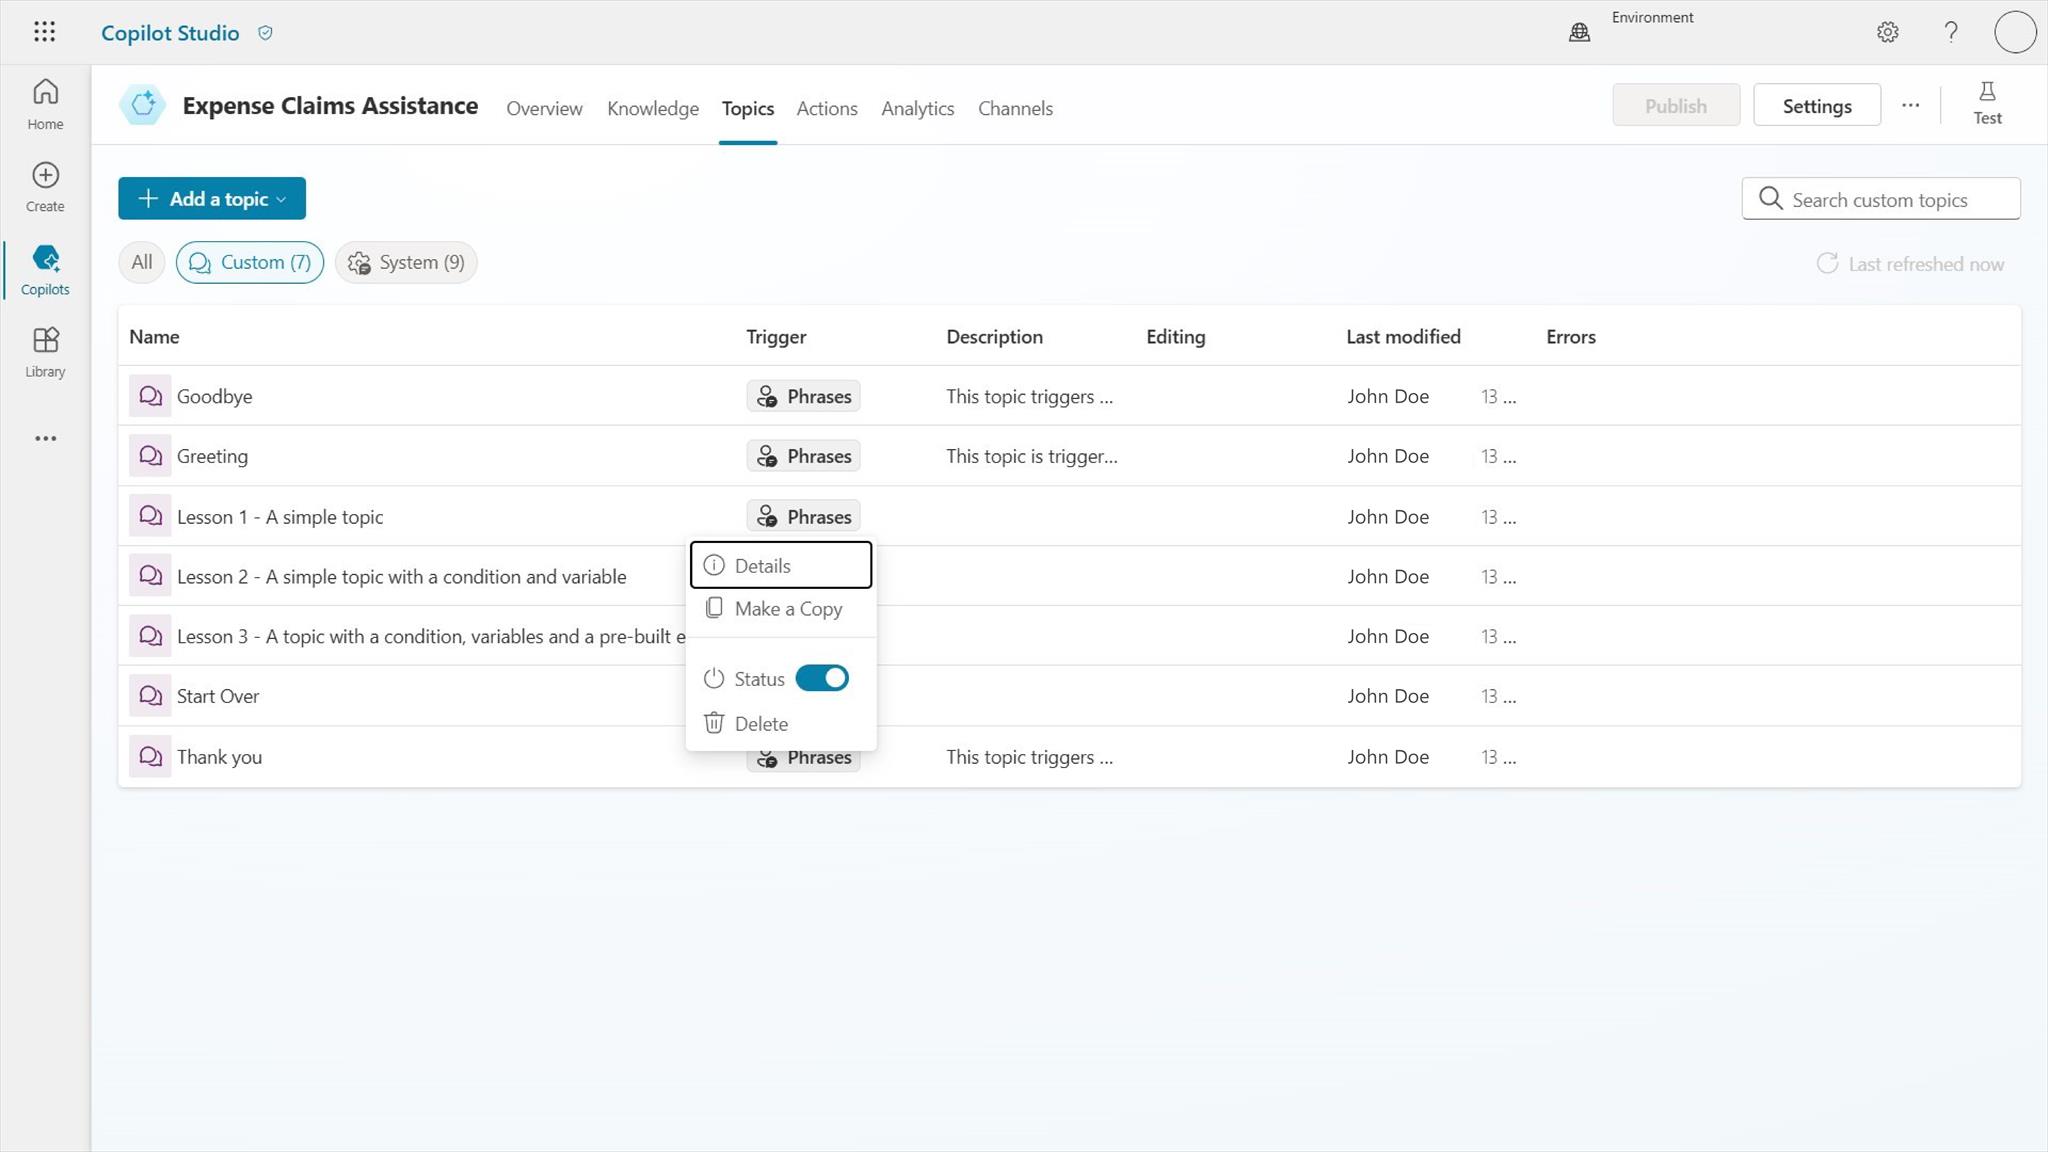 Copilot Studio
Environment
Home
Create
Copilots
Library
Expense Claims Assistance
Overview
Knowledge
Topics
Actions
Analytics
Channels
Publish
Settings
...
Test
Add a topic
Search custom topics
All
Custom (7)
System (9)
Last refreshed now
Name Trigger Description Editing Last modified Errors
Goodbye Phrases This topic triggers ... John Doe 13 ...
Greeting Phrases This topic is trigger... John Doe 13 ...
Lesson 1 - A simple topic Phrases John Doe 13 ...
Lesson 2 - A simple topic with a condition and variable John Doe 13 ...
Lesson 3 - A topic with a condition, variables and a pre-built e John Doe 13 ...
Start Over John Doe 13 ...
Thank you Phrases This topic triggers ... John Doe 13 ...
Details
Make a Copy
Status
Delete